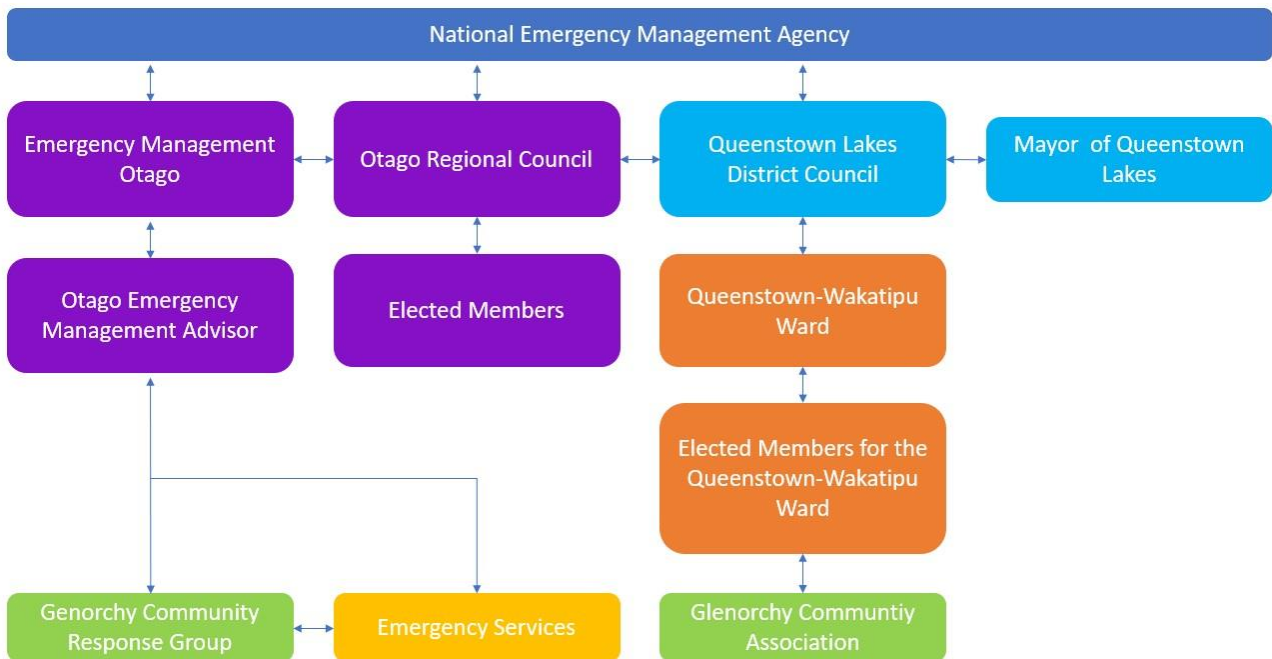 National Emergency Management Agency
Emergency Management
Otago
Otago Regional Council
Queenstown Lakes
District Council
Mayor of Queenstown
Lakes
Otago Emergency
Management Advisor
Elected Members
Queenstown-Wakatipu
Ward
Elected Members for the
Queenstown-Wakatipu
Ward
Genorchy Community
Response Group
Emergency Services
Glenorchy Communtiy
Association